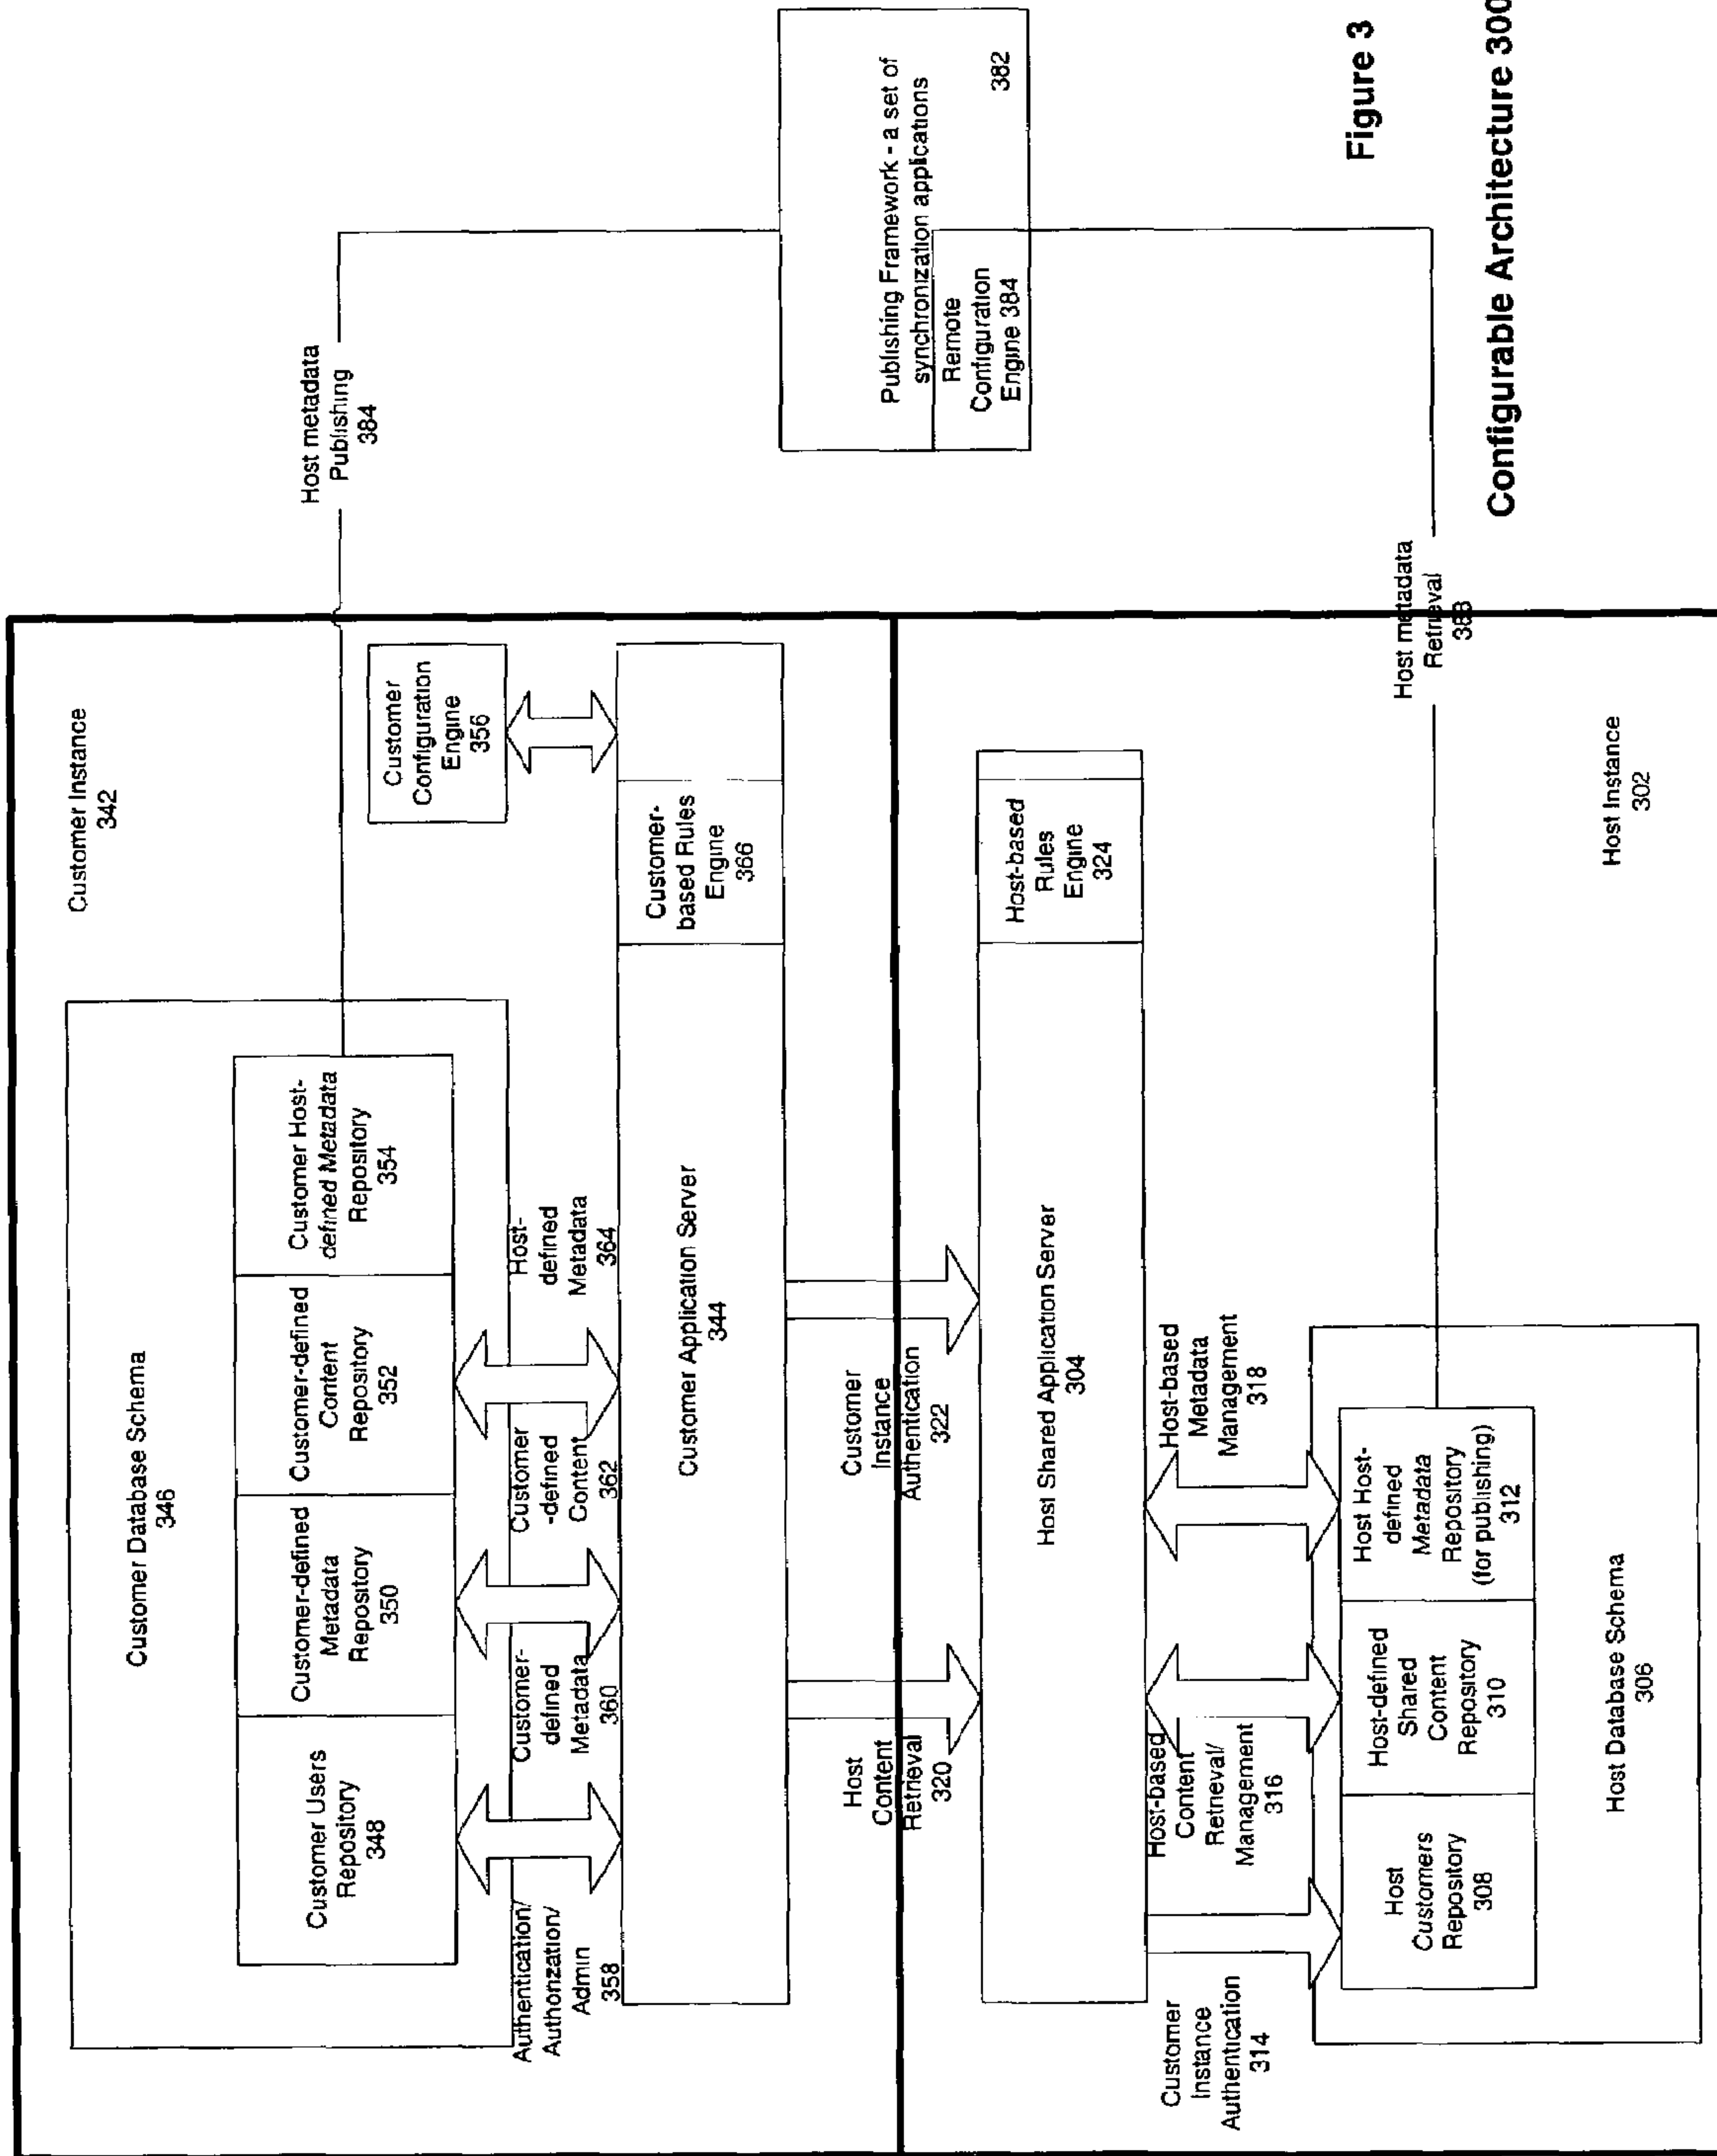 Customer Instance
342
Customer Database Schema
346
Customer Users
Repository
348
Customer-defined
Metadata
Repository
350
Customer-defined
Content
Repository
352
Customer Host-
defined Metadata
Repository
354
Host metadata
Publishing
384
Authentication/
Authorization/
Admin
358
Customer-
defined
Metadata
360
Customer
-defined
Content
362
Host-
defined
Metadata
364
Customer
Configuration
Engine
356
Customer Application Server
344
Customer-
based Rules
Engine
366
Publishing Framework - a set of
synchronization applications
382
Remote
Configuration
Engine 384
Host
Content
Retrieval
320
Customer
Instance
Authentication
322
Host Shared Application Server
304
Host-based
Rules
Engine
324
Customer
Instance
Authentication
314
Host-based
Content
Retrieval/
Management
316
Host-based
Metadata
Management
318
Host
Customers
Repository
308
Host-defined
Shared
Content
Repository
310
Host Host-
defined
Metadata
Repository
(for publishing)
312
Host Database Schema
306
Host metadata
Retrieval
Host Instance
302
Figure 3
Configurable Architecture 300